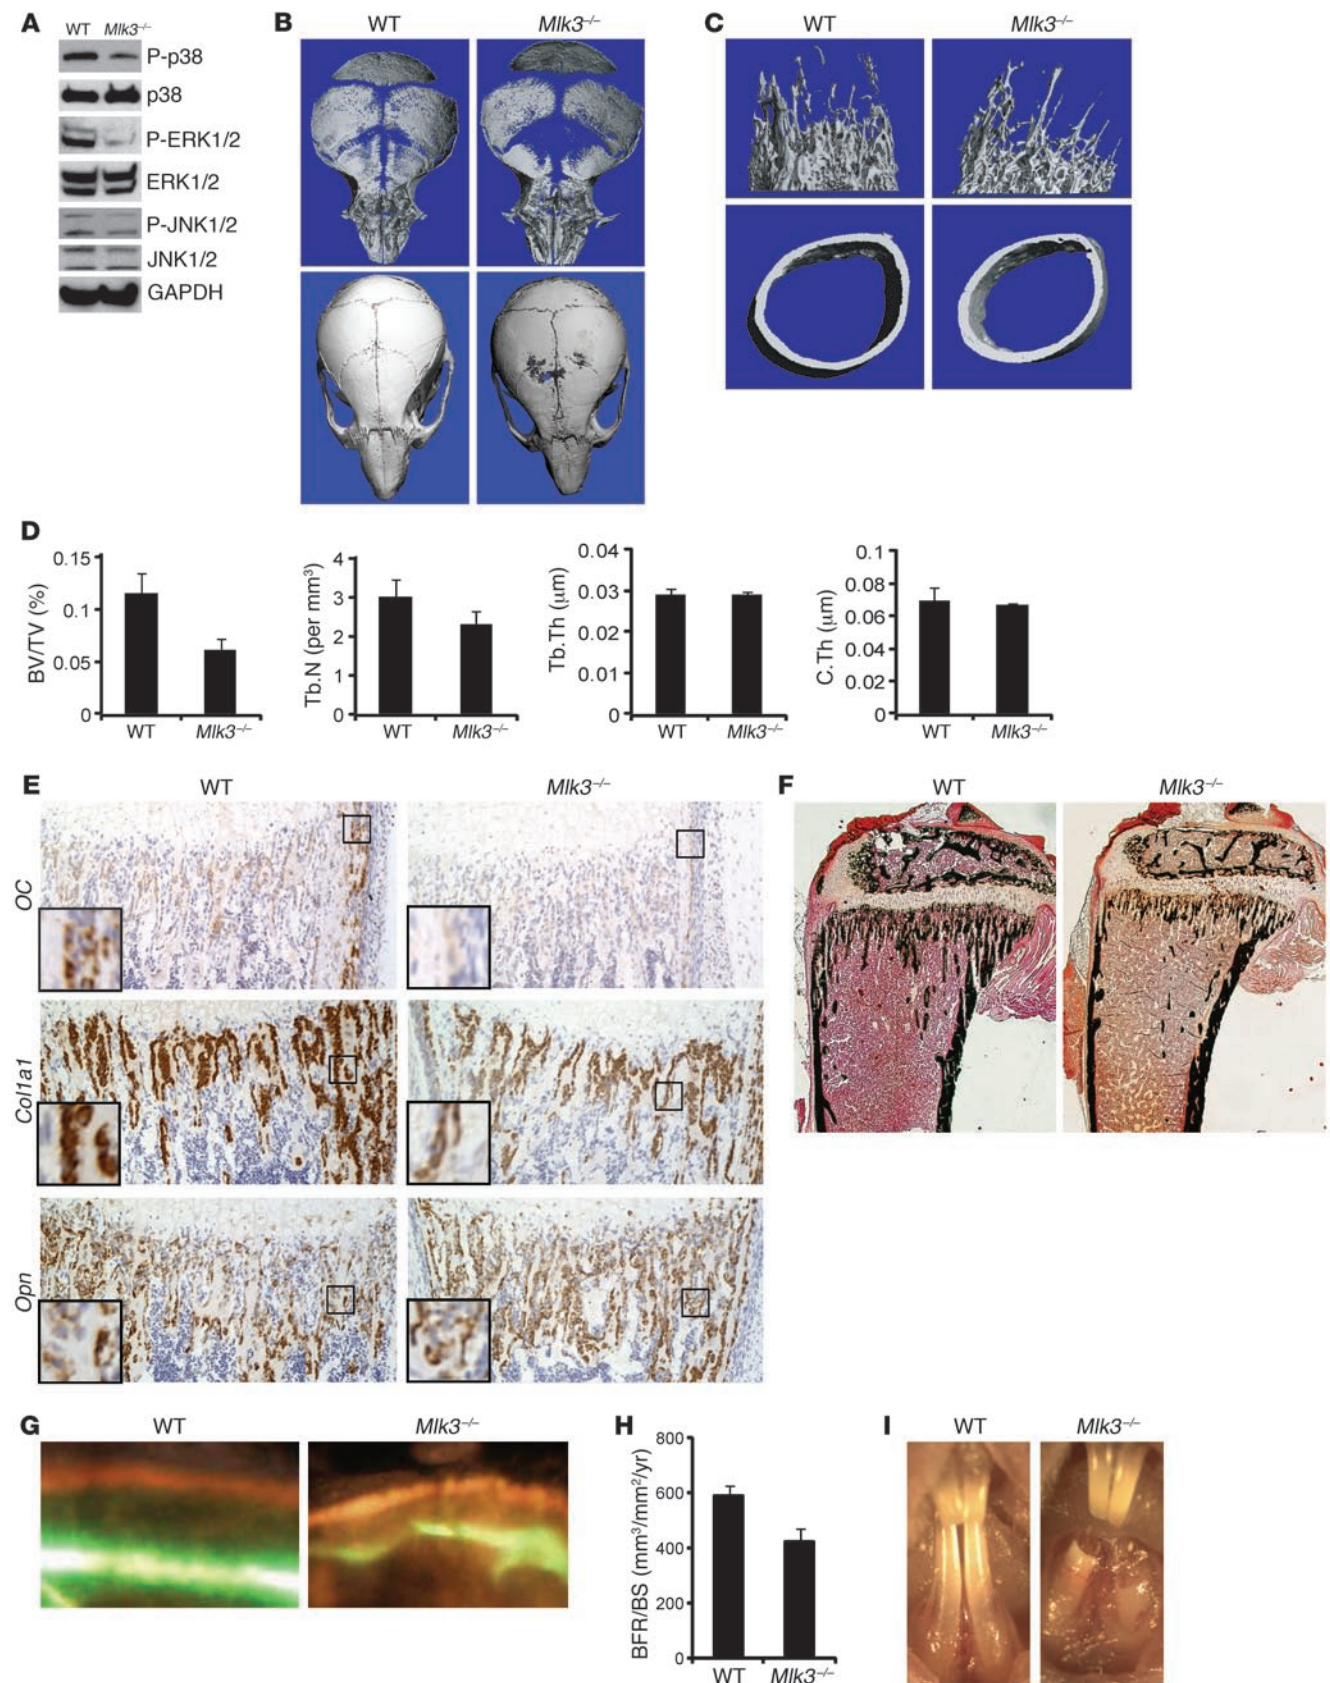 A
WT Mlk3⁻/⁻
P-p38
p38
P-ERK1/2
ERK1/2
P-JNK1/2
JNK1/2
GAPDH
B
WT Mlk3⁻/⁻
C
WT Mlk3⁻/⁻
D
BV/TV (%)
0.15
0.1
0.05
0
WT Mlk3⁻/⁻
Tb.N (per mm³)
4
3
2
1
0
WT Mlk3⁻/⁻
Tb.Th (μm)
0.04
0.03
0.02
0.01
0
WT Mlk3⁻/⁻
C.Th (μm)
0.1
0.08
0.06
0.04
0.02
0
WT Mlk3⁻/⁻
E
WT Mlk3⁻/⁻
OC
Col1a1
Opn
F
WT Mlk3⁻/⁻
G
WT Mlk3⁻/⁻
H
BFR/BS (mm³/mm²/yr)
800
600
400
200
0
WT Mlk3⁻/⁻
I
WT Mlk3⁻/⁻